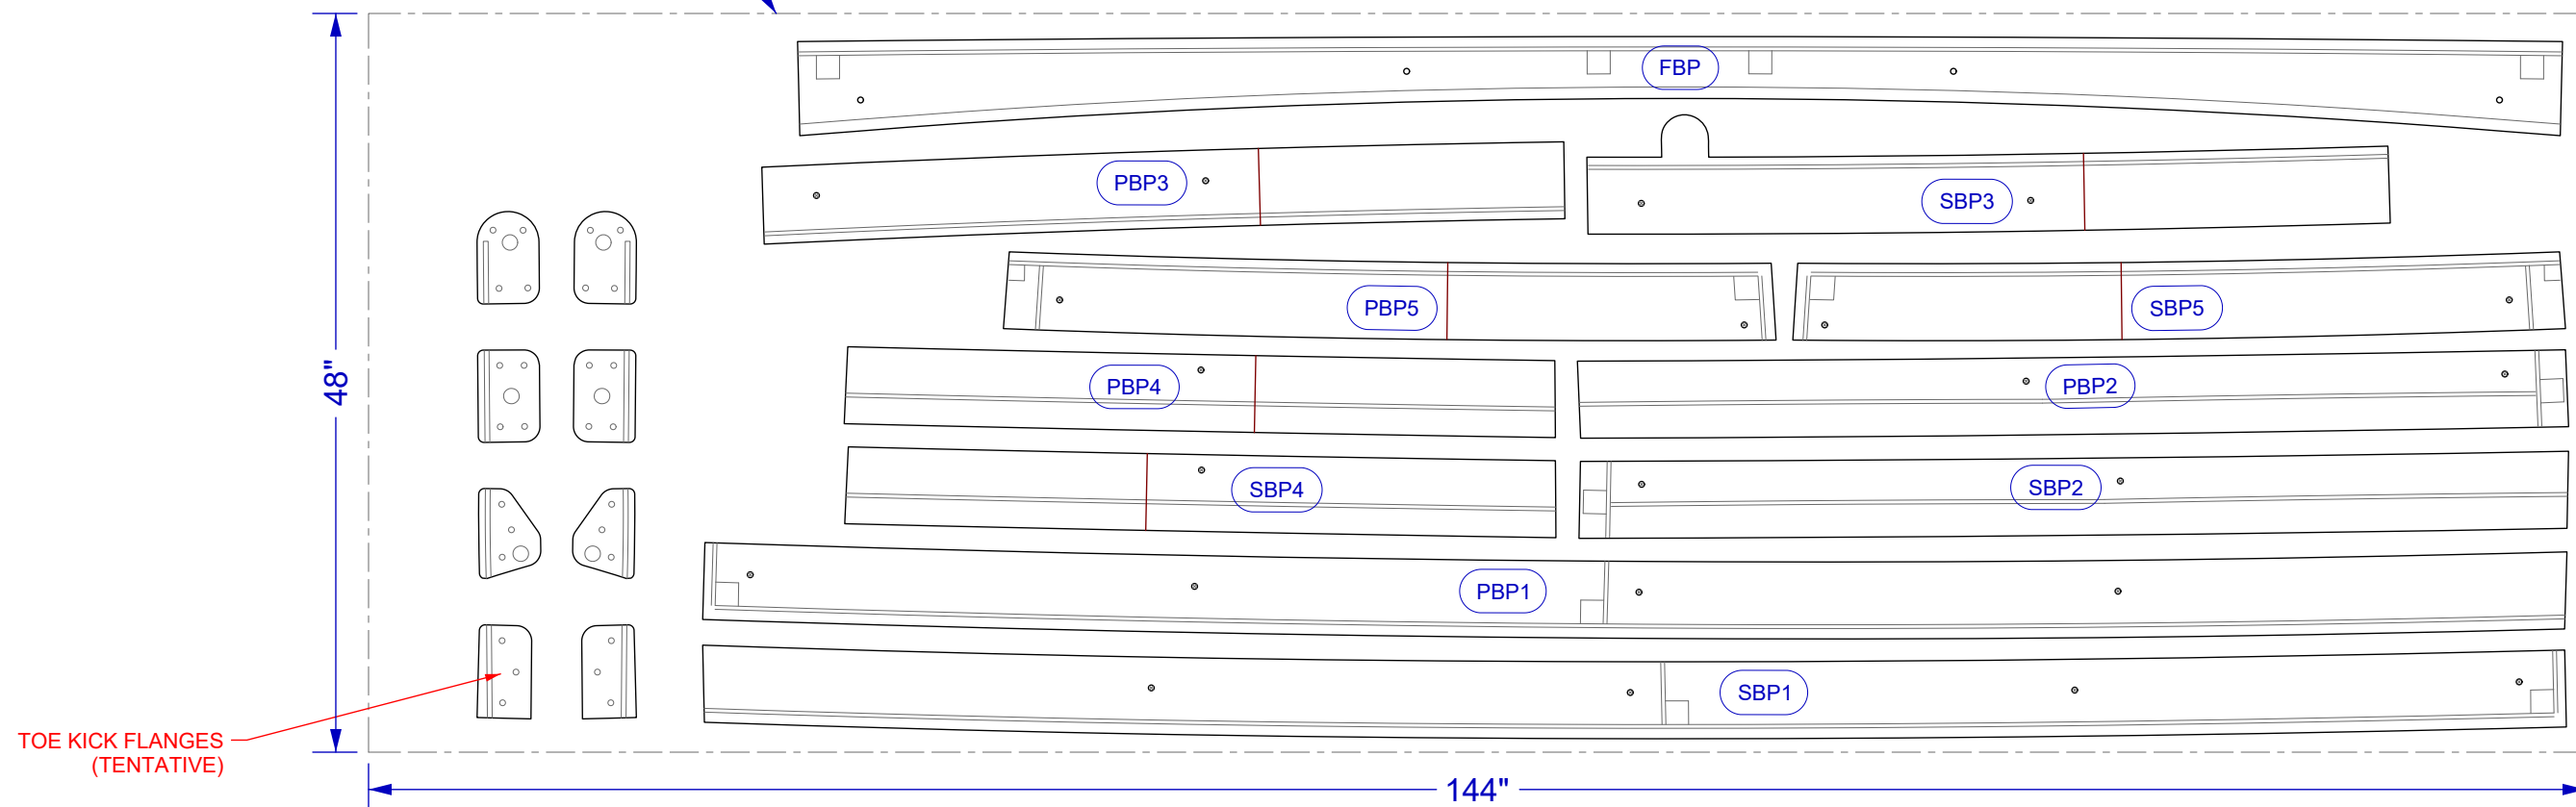 FBP
PBP3
SBP3
PBP5
SBP5
PBP4
PBP2
48"
SBP4
SBP2
PBP1
SBP1
TOE KICK FLANGES
(TENTATIVE)
144"